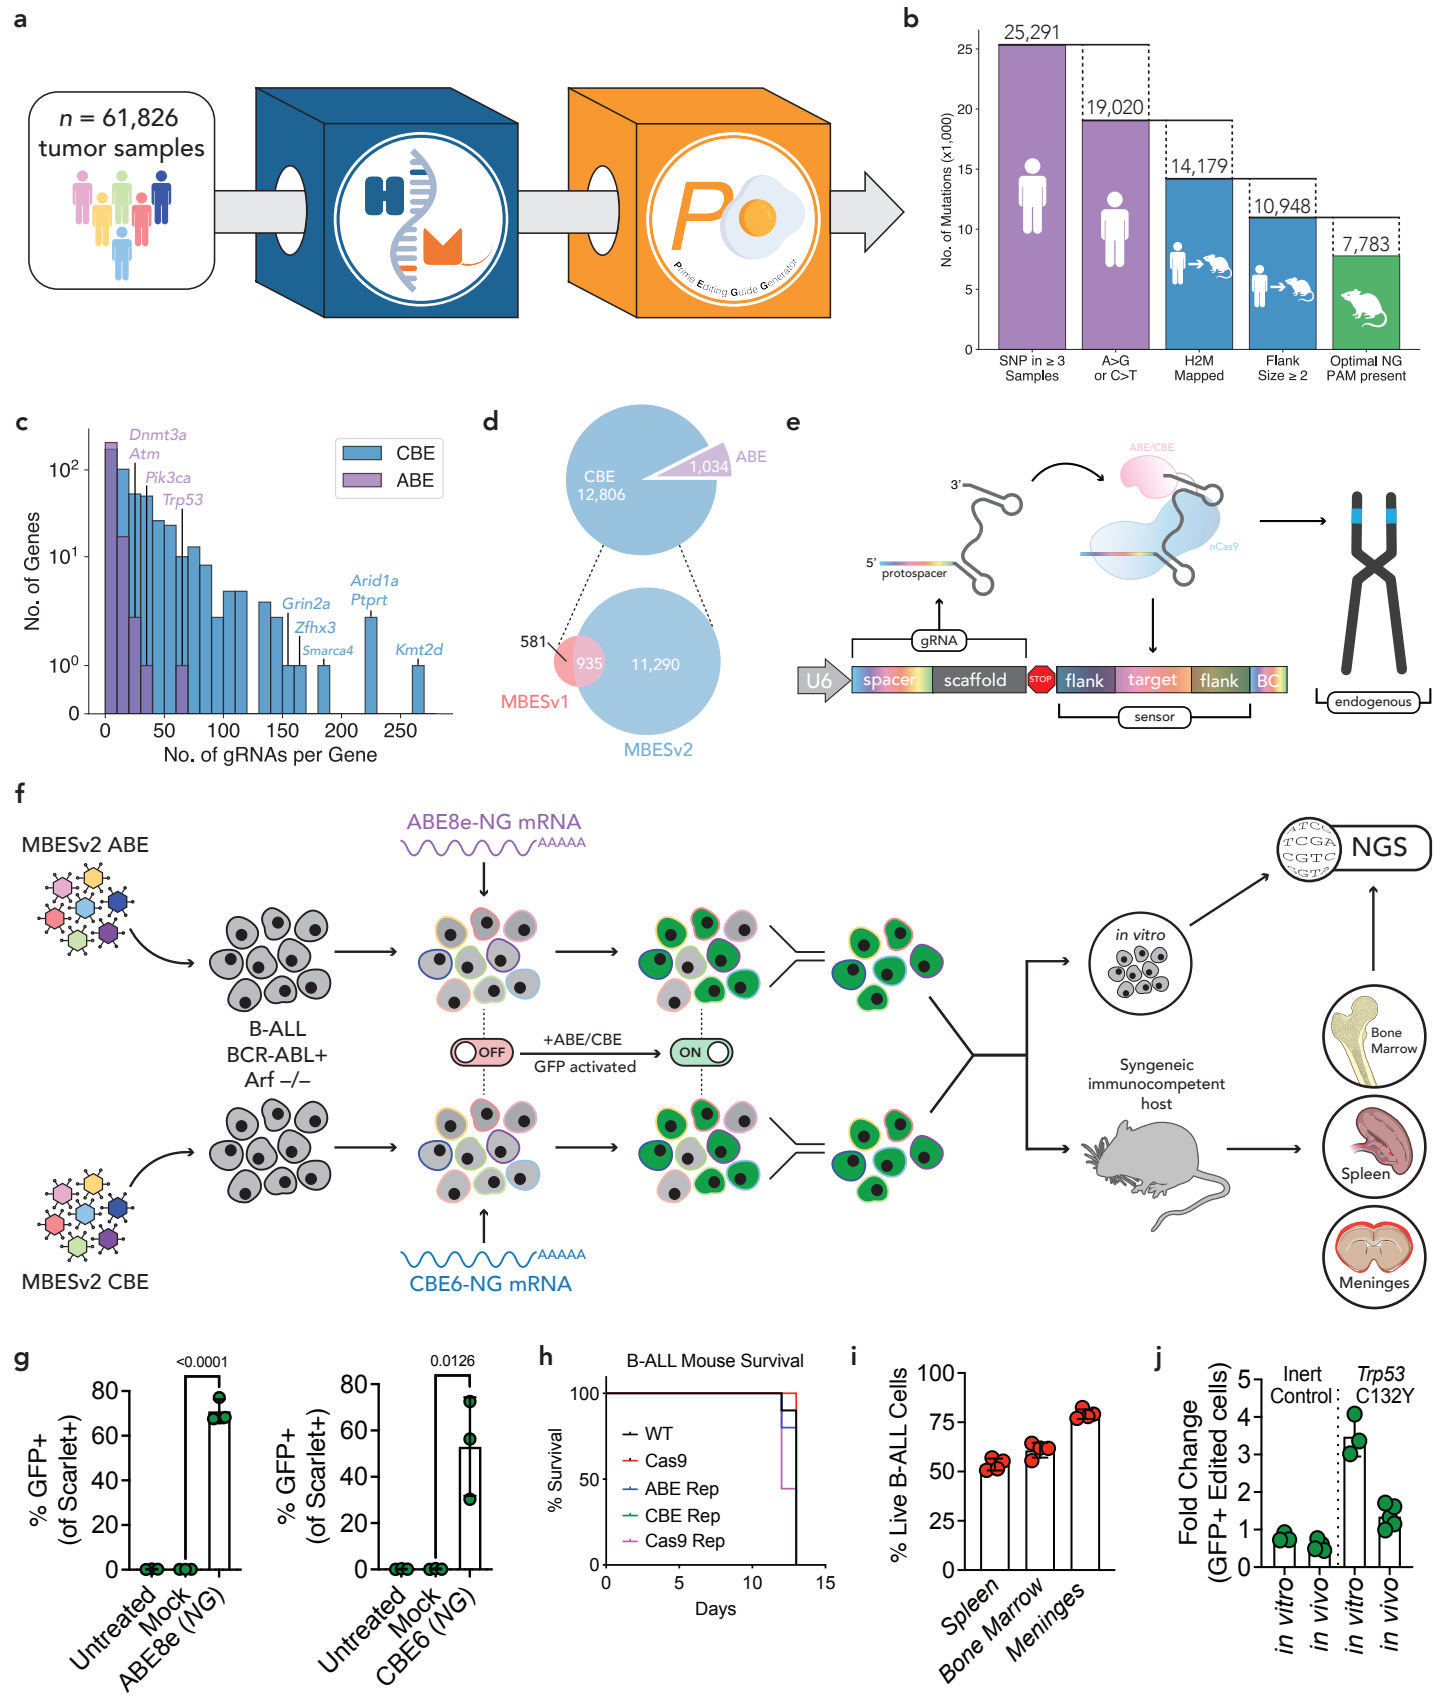 a
n = 61,826
tumor samples
H
M
P
Prime Editing Guide Generator
b
No. of Mutations (x1,000)
25
20
15
10
5
0
25,291
19,020
14,179
10,948
7,783
SNP in ≥ 3
Samples
A>G
or C>T
H2M
Mapped
Flank
Size ≥ 2
Optimal NG
PAM present
c
No. of Genes
10²
10¹
10⁰
0
Dnmt3a
Atm
Pik3ca
Trp53
CBE
ABE
Grin2a
Zfhx3
Smarca4
Arid1a
Ptprt
Kmt2d
0 50 100 150 200 250
No. of gRNAs per Gene
d
CBE
12,806
1,034
ABE
581
935
11,290
MBESv1
MBESv2
e
ABE/CBE
3'
nCas9
5'
protospacer
gRNA
U6
spacer
scaffold
STOP
flank
target
flank
BC
sensor
endogenous
f
MBESv2 ABE
ABE8e-NG mRNA
AAAAA
B-ALL
BCR-ABL+
Arf –/–
OFF
+ABE/CBE
GFP activated
ON
in vitro
NGS
ATCG
TCGA
CGTC
GGTA
Bone
Marrow
Syngeneic
immunocompetent
host
Spleen
Meninges
MBESv2 CBE
AAAAA
CBE6-NG mRNA
g
% GFP+
(of Scarlet+)
80
60
40
20
0
<0.0001
Untreated
Mock
ABE8e (NG)
% GFP+
(of Scarlet+)
80
60
40
20
0
0.0126
Untreated
Mock
CBE6 (NG)
h
B-ALL Mouse Survival
% Survival
100
50
0
WT
Cas9
ABE Rep
CBE Rep
Cas9 Rep
0 5 10 15
Days
i
% Live B-ALL Cells
100
75
50
25
0
Spleen
Bone Marrow
Meninges
j
Fold Change
(GFP+ Edited cells)
5
4
3
2
1
0
Inert
Control
Trp53
C132Y
in vitro
in vivo
in vitro
in vivo